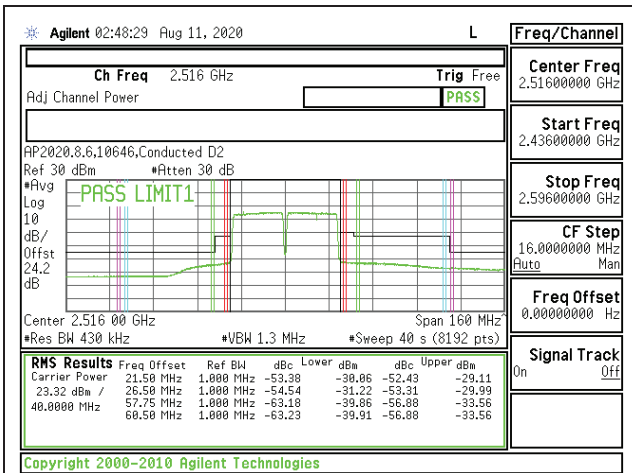 Agilent 02:48:29 Aug 11, 2020 L
Ch Freq 2.516 GHz Trig Free
Adj Channel Power PASS
AP2020.8.6,10646,Conducted D2
Ref 30 dBm #Atten 30 dB
#Avg
Log
10
dB/
Offst
24.2
dB
PASS LIMIT1
Center 2.516 00 GHz Span 160 MHz
#Res BW 430 kHz #VBW 1.3 MHz #Sweep 40 s (8192 pts)
RMS Results Freq Offset Ref BW dBc Lower dBm dBc Upper dBm
Carrier Power 21.50 MHz 1.000 MHz -53.38 -30.06 -52.43 -29.11
23.32 dBm / 26.50 MHz 1.000 MHz -54.54 -31.22 -53.31 -29.99
40.0000 MHz 57.75 MHz 1.000 MHz -63.18 -39.86 -56.88 -33.56
60.50 MHz 1.000 MHz -63.23 -39.91 -56.88 -33.56
Copyright 2000-2010 Agilent Technologies
Freq/Channel
Center Freq
2.51600000 GHz
Start Freq
2.43600000 GHz
Stop Freq
2.59600000 GHz
CF Step
16.0000000 MHz
Auto Man
Freq Offset
0.00000000 Hz
Signal Track
On Off